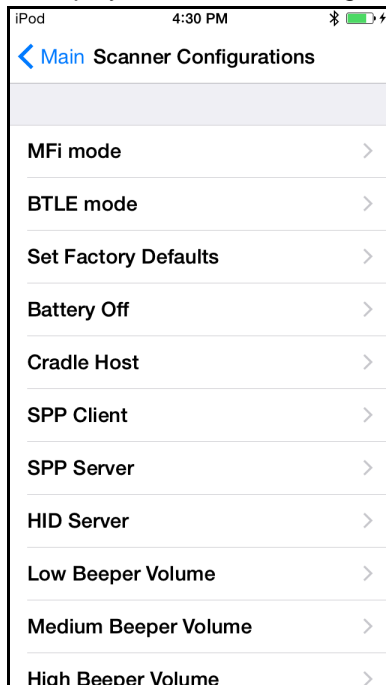 iPod 4:30 PM
Main Scanner Configurations
MFi mode
BTLE mode
Set Factory Defaults
Battery Off
Cradle Host
SPP Client
SPP Server
HID Server
Low Beeper Volume
Medium Beeper Volume
High Beeper Volume